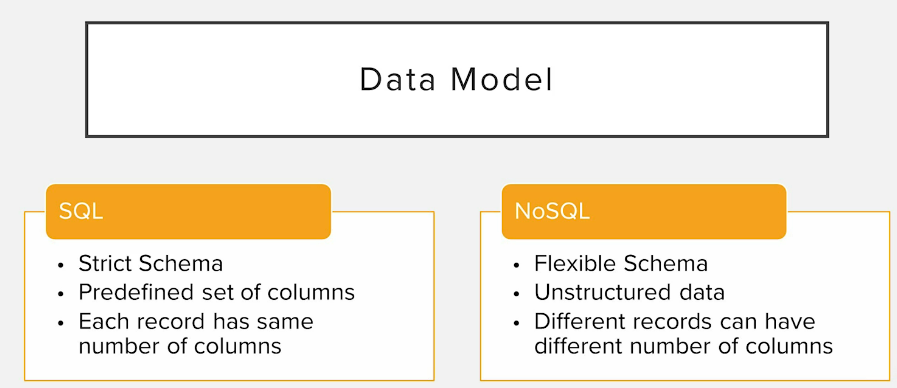 Data Model
SQL
• Strict Schema
• Predefined set of columns
• Each record has same
number of columns
NoSQL
• Flexible Schema
• Unstructured data
• Different records can have
different number of columns